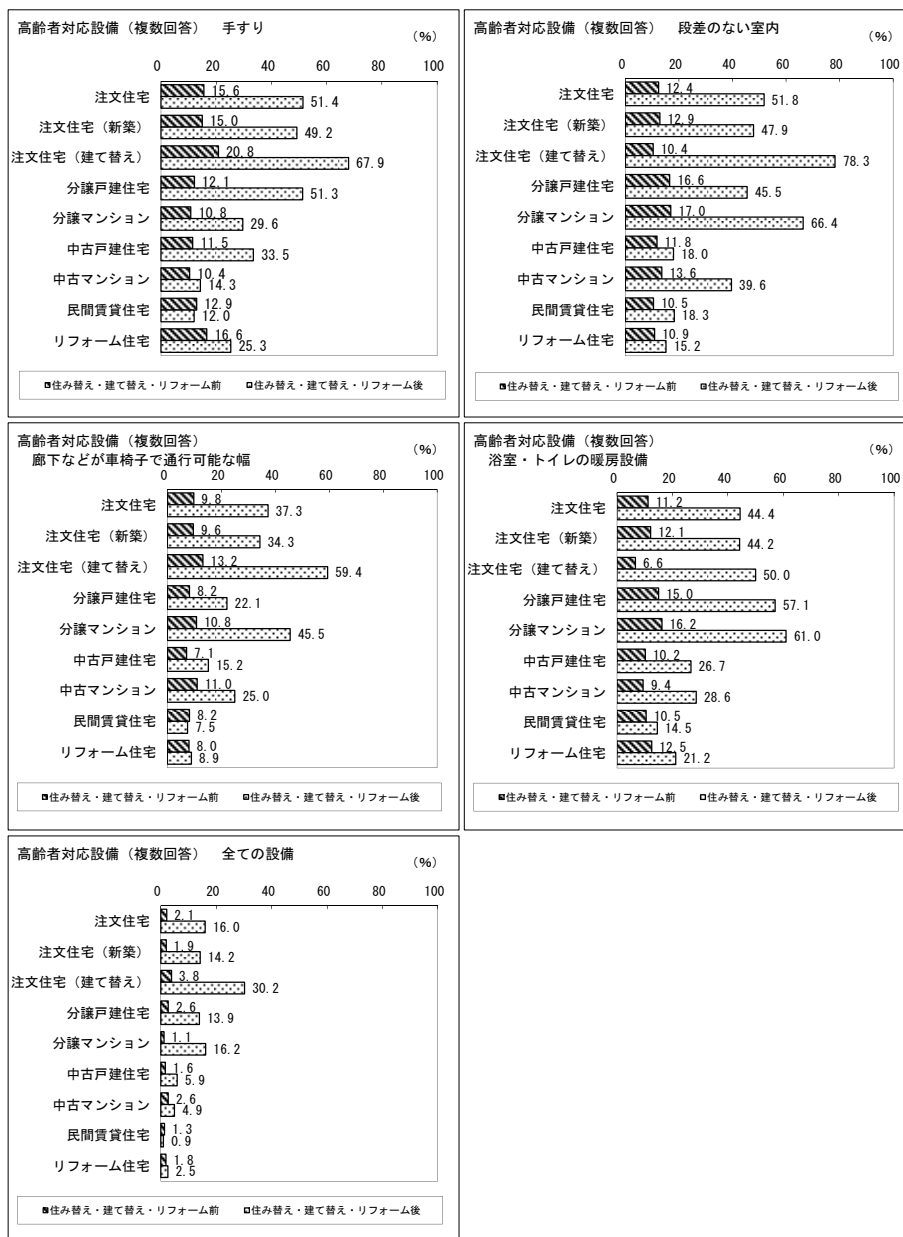 高齢者対応設備（複数回答）　手すり
（％）
0 20 40 60 80 100
注文住宅 15.6 51.4
注文住宅（新築） 15.0 49.2
注文住宅（建て替え） 20.8 67.9
分譲戸建住宅 12.1 51.3
分譲マンション 10.8 29.6
中古戸建住宅 11.5 33.5
中古マンション 10.4 14.3
民間賃貸住宅 12.9 12.0
リフォーム住宅 16.6 25.3
住み替え・建て替え・リフォーム前 住み替え・建て替え・リフォーム後
高齢者対応設備（複数回答）　段差のない室内
（％）
0 20 40 60 80 100
注文住宅 12.4 51.8
注文住宅（新築） 12.9 47.9
注文住宅（建て替え） 10.4 78.3
分譲戸建住宅 16.6 45.5
分譲マンション 17.0 66.4
中古戸建住宅 11.8 18.0
中古マンション 13.6 39.6
民間賃貸住宅 10.5 18.3
リフォーム住宅 10.9 15.2
住み替え・建て替え・リフォーム前 住み替え・建て替え・リフォーム後
高齢者対応設備（複数回答）
廊下などが車椅子で通行可能な幅
（％）
0 20 40 60 80 100
注文住宅 9.8 37.3
注文住宅（新築） 9.6 34.3
注文住宅（建て替え） 13.2 59.4
分譲戸建住宅 8.2 22.1
分譲マンション 10.8 45.5
中古戸建住宅 7.1 15.2
中古マンション 11.0 25.0
民間賃貸住宅 8.2 7.5
リフォーム住宅 8.0 8.9
住み替え・建て替え・リフォーム前 住み替え・建て替え・リフォーム後
高齢者対応設備（複数回答）
浴室・トイレの暖房設備
（％）
0 20 40 60 80 100
注文住宅 11.2 44.4
注文住宅（新築） 12.1 44.2
注文住宅（建て替え） 6.6 50.0
分譲戸建住宅 15.0 57.1
分譲マンション 16.2 61.0
中古戸建住宅 10.2 26.7
中古マンション 9.4 28.6
民間賃貸住宅 10.5 14.5
リフォーム住宅 12.5 21.2
住み替え・建て替え・リフォーム前 住み替え・建て替え・リフォーム後
高齢者対応設備（複数回答）　全ての設備
（％）
0 20 40 60 80 100
注文住宅 2.1 16.0
注文住宅（新築） 1.9 14.2
注文住宅（建て替え） 3.8 30.2
分譲戸建住宅 2.6 13.9
分譲マンション 1.1 16.2
中古戸建住宅 1.6 5.9
中古マンション 2.6 4.9
民間賃貸住宅 1.3 0.9
リフォーム住宅 1.8 2.5
住み替え・建て替え・リフォーム前 住み替え・建て替え・リフォーム後